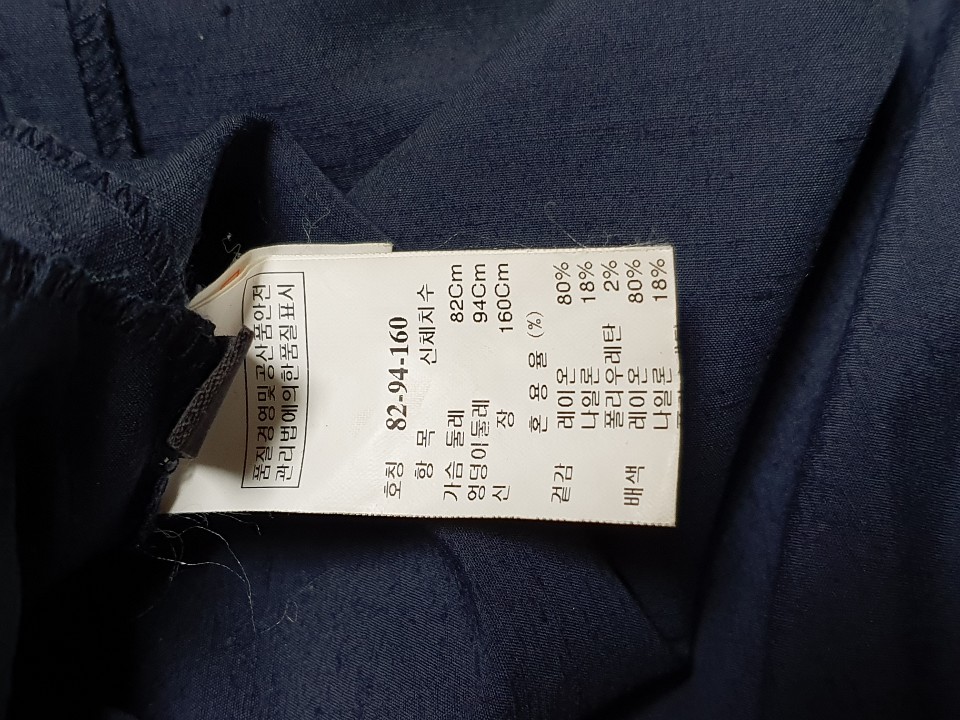 품질경영및공산품안전
관리법에의한품질표시
호칭 82-94-160
항 목 신체치수
가슴 둘레 82Cm
엉덩이둘레 94Cm
신 장 160Cm
혼 용 율 (%)
겉감 레이온 80%
나일론 18%
폴리우레탄 2%
배색 레이온 80%
나일론 18%